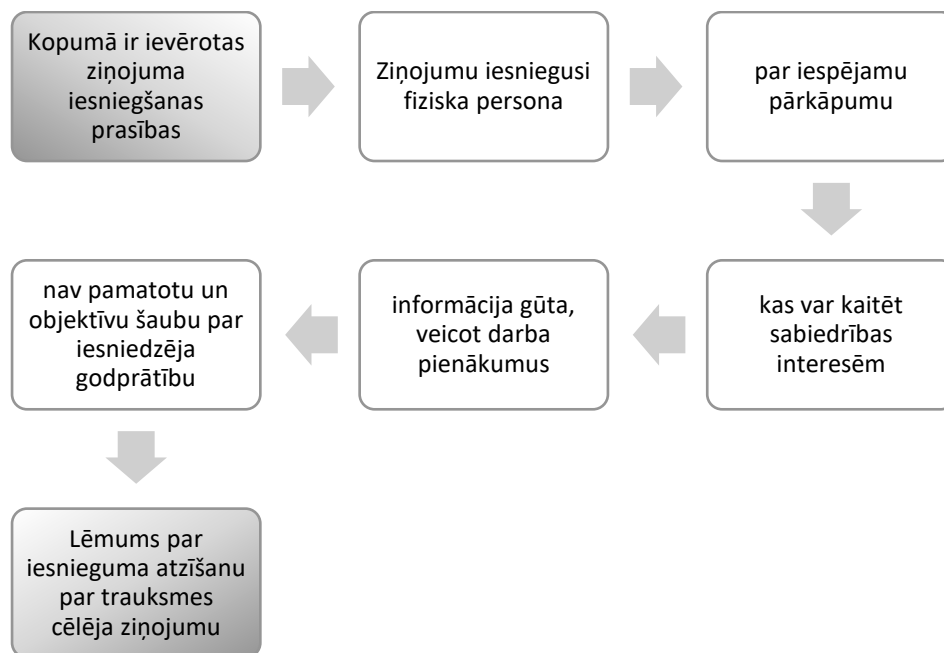 Kopumā ir ievērotas
ziņojuma
iesniegšanas
prasības
Ziņojumu iesniegusi
fiziska persona
par iespējamu
pārkāpumu
kas var kaitēt
sabiedrības
interesēm
informācija gūta,
veicot darba
pienākumus
nav pamatotu un
objektīvu šaubu par
iesniedzēja
godprātību
Lēmums par
iesnieguma atzīšanu
par trauksmes
cēlēja ziņojumu